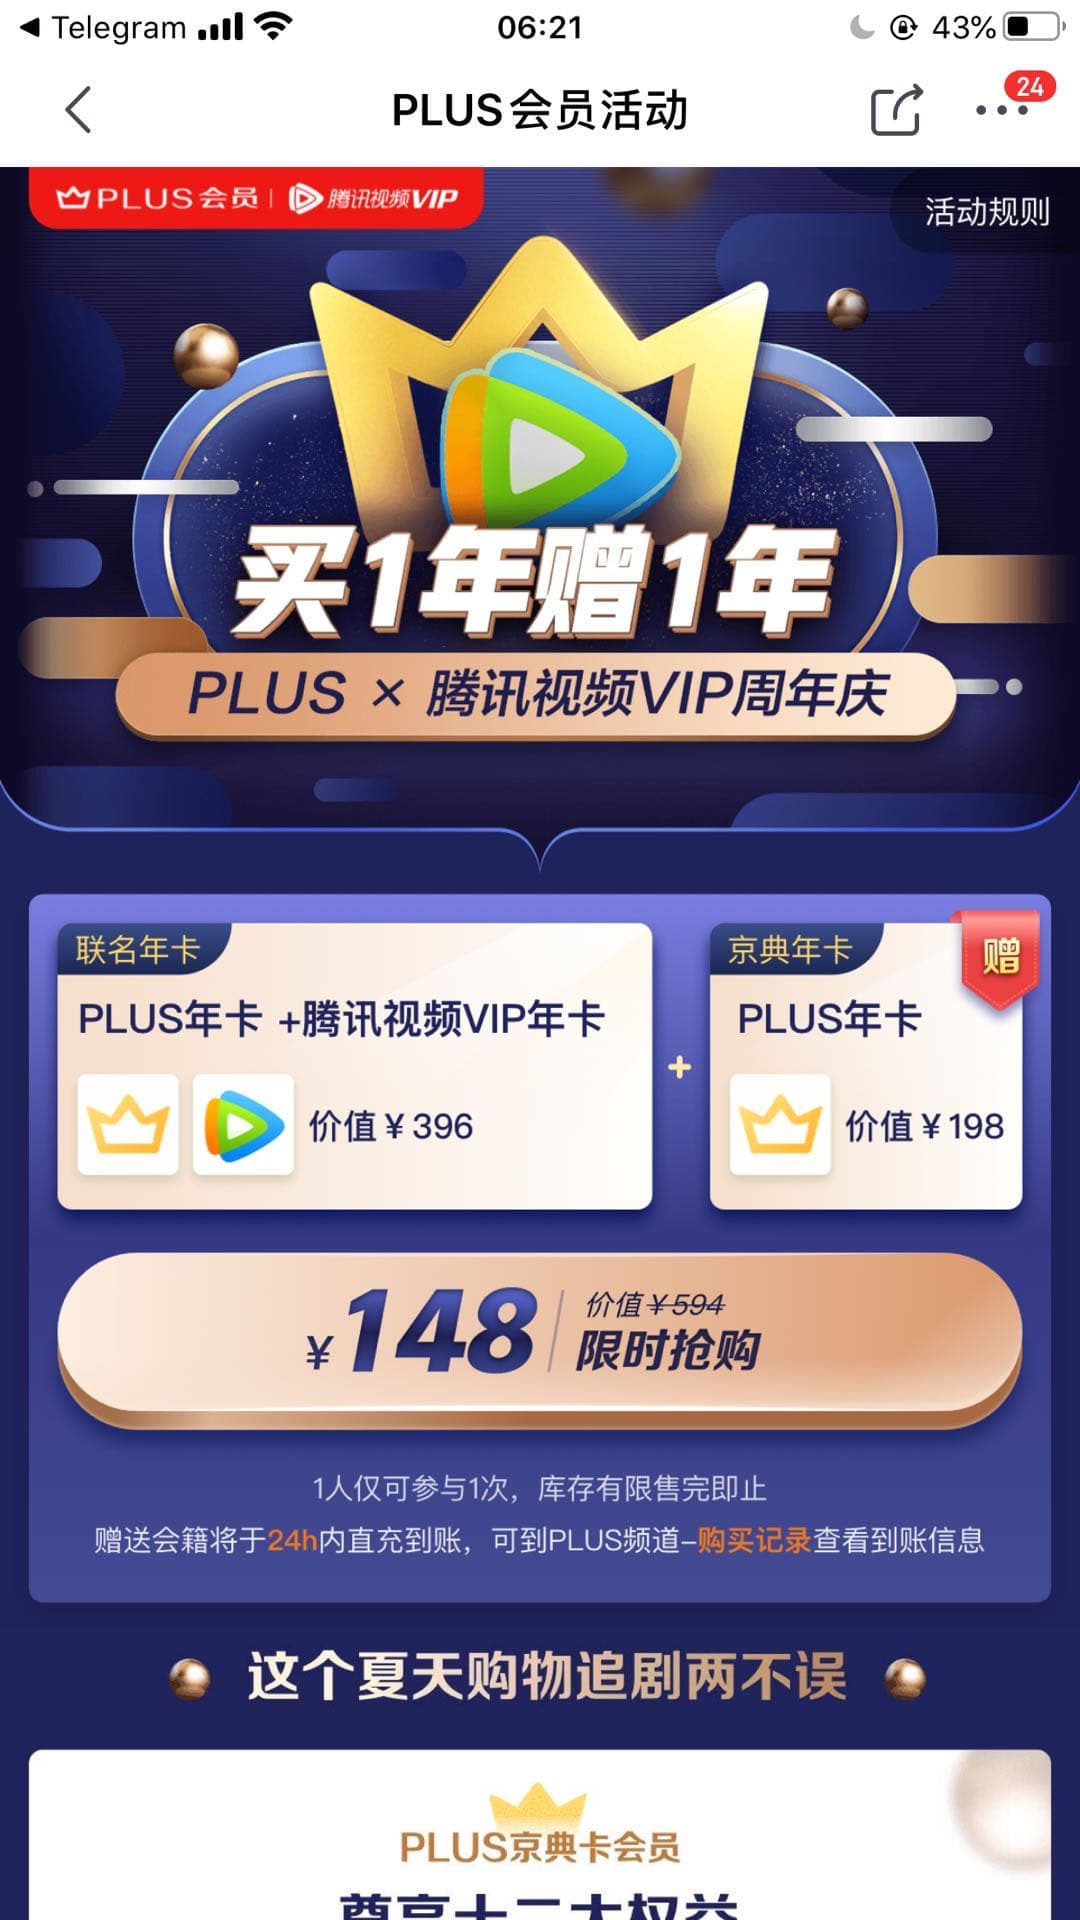 Telegram 06:21 43%
PLUS会员活动 24
PLUS会员 | 腾讯视频VIP
活动规则
买1年赠1年
PLUS × 腾讯视频VIP周年庆
联名年卡
PLUS年卡 +腾讯视频VIP年卡
价值¥396
+
京典年卡
赠
PLUS年卡
价值¥198
¥148
价值¥594
限时抢购
1人仅可参与1次，库存有限售完即止
赠送会籍将于24h内直充到账，可到PLUS频道-购买记录查看到账信息
这个夏天购物追剧两不误
PLUS京典卡会员
尊享十二大权益